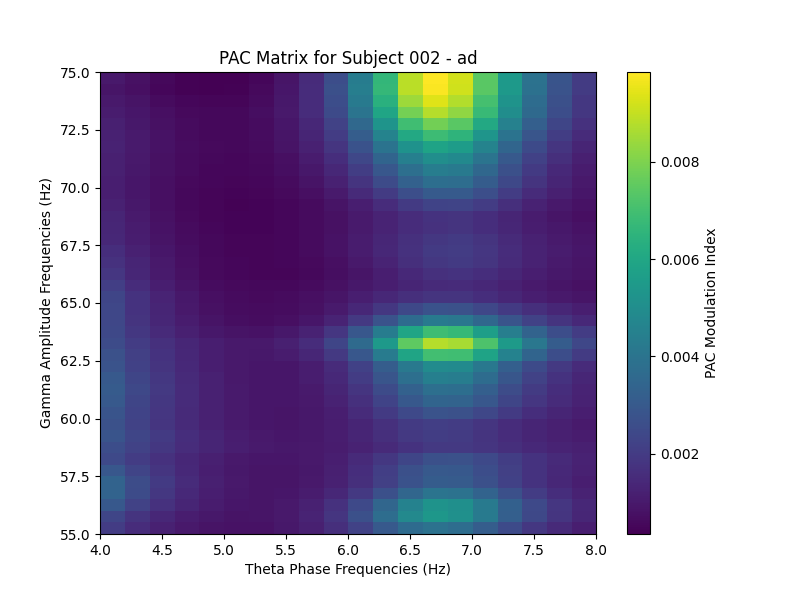 PAC Matrix for Subject 002 - ad
75.0
72.5
70.0
67.5
65.0
62.5
60.0
57.5
55.0
Gamma Amplitude Frequencies (Hz)
4.0 4.5 5.0 5.5 6.0 6.5 7.0 7.5 8.0
Theta Phase Frequencies (Hz)
0.008
0.006
0.004
0.002
PAC Modulation Index